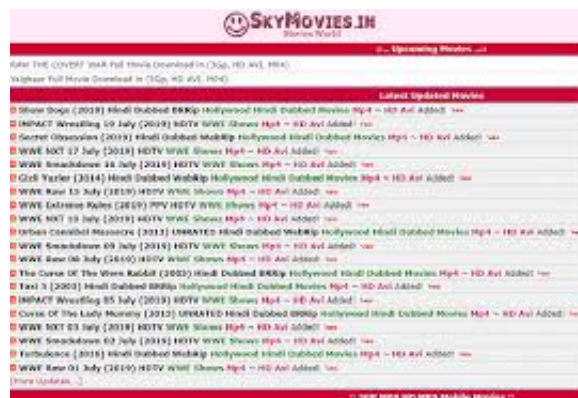 SKYMOVIES.IN
Movies World
::.. Upcoming Movies ..::
RAW THE COVERT WAR Full Movie Download in (3Gp, HD AVI, MP4)
Yalghaar Full Movie Download in (3Gp, HD AVI, MP4)
Latest Updated Movies
Show Dogs (2019) Hindi Dubbed BRRip Hollywood Hindi Dubbed Movies Mp4 ~ HD Avi Added!
IMPACT Wrestling 19 July (2019) HDTV WWE Shows Mp4 ~ HD Avi Added!
Secret Obsession (2019) Hindi Dubbed WebRip Hollywood Hindi Dubbed Movies Mp4 ~ HD Avi Added!
WWE NXT 17 July (2019) HDTV WWE Shows Mp4 ~ HD Avi Added!
WWE Smackdown 16 July (2019) HDTV WWE Shows Mp4 ~ HD Avi Added!
(2014) Hindi Dubbed WebRip Hollywood Hindi Dubbed Movies Mp4 ~ HD Avi Added!
WWE Raw 15 July (2019) HDTV WWE Shows Mp4 ~ HD Avi Added!
WWE Extreme Rules (2019) PPV HDTV WWE Shows Mp4 ~ HD Avi Added!
WWE NXT 10 July (2019) HDTV WWE Shows Mp4 ~ HD Avi Added!
Urban Cannibal Massacre (2013) UNRATED Hindi Dubbed WebRip Hollywood Hindi Dubbed Movies Mp4 ~ HD Avi Added!
WWE Smackdown 09 July (2019) HDTV WWE Shows Mp4 ~ HD Avi Added!
WWE Raw 08 July (2019) HDTV WWE Shows Mp4 ~ HD Avi Added!
The Curse Of The Were Rabbit (2005) Hindi Dubbed BRRip Hollywood Hindi Dubbed Movies Mp4 ~ HD Avi Added!
Taxi 3 (2003) Hindi Dubbed BRRip Hollywood Hindi Dubbed Movies Mp4 ~ HD Avi Added!
IMPACT Wrestling 05 July (2019) HDTV WWE Shows Mp4 ~ HD Avi Added!
Curse Of The Lady Mummy (2013) UNRATED Hindi Dubbed BRRip Hollywood Hindi Dubbed Movies Mp4 ~ HD Avi Added!
WWE NXT 03 July (2019) HDTV WWE Shows Mp4 ~ HD Avi Added!
WWE Smackdown 02 July (2019) HDTV WWE Shows Mp4 ~ HD Avi Added!
Turbulence (2016) Hindi Dubbed WebRip Hollywood Hindi Dubbed Movies Mp4 ~ HD Avi Added!
WWE Raw 01 July (2019) HDTV WWE Shows Mp4 ~ HD Avi Added!
[More Updates...]
Mobile Movies